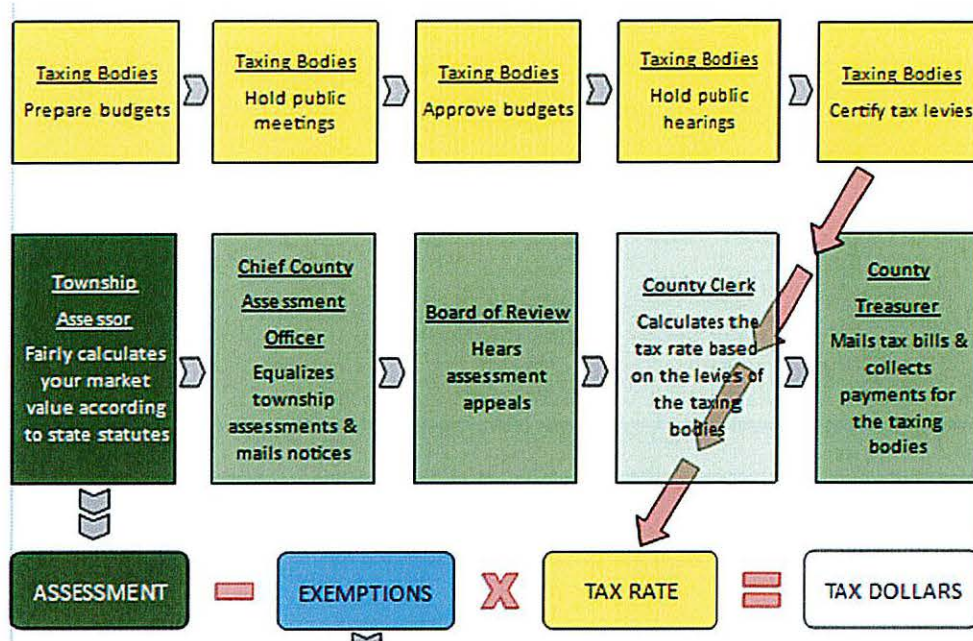 Taxing Bodies
Prepare budgets
Taxing Bodies
Hold public
meetings
Taxing Bodies
Approve budgets
Taxing Bodies
Hold public
hearings
Taxing Bodies
Certify tax levies
Township
Assessor
Fairly calculates
your market
value according
to state statutes
Chief County
Assessment
Officer
Equalizes
township
assessments &
mails notices
Board of Review
Hears
assessment
appeals
County Clerk
Calculates the
tax rate based
on the levies of
the taxing
bodies
County
Treasurer
Mails tax bills &
collects
payments for
the taxing
bodies
ASSESSMENT
EXEMPTIONS
X
TAX RATE
=
TAX DOLLARS